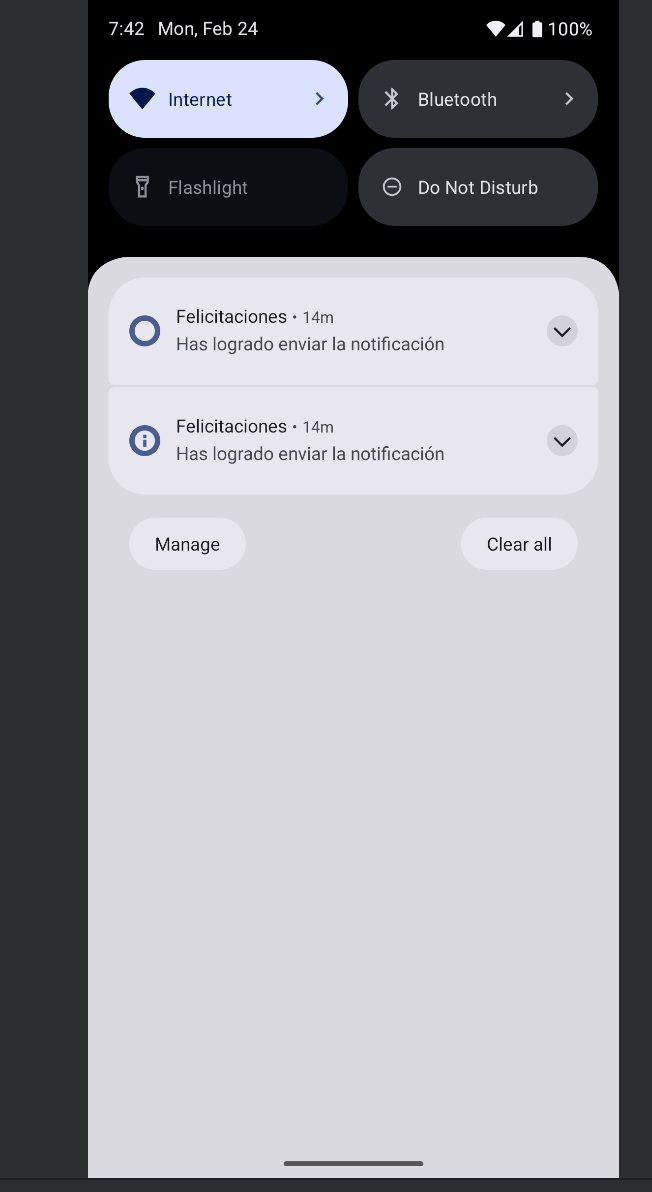 7:42 Mon, Feb 24 100%
Internet Bluetooth
Flashlight Do Not Disturb
Felicitaciones • 14m
Has logrado enviar la notificación
Felicitaciones • 14m
Has logrado enviar la notificación
Manage Clear all